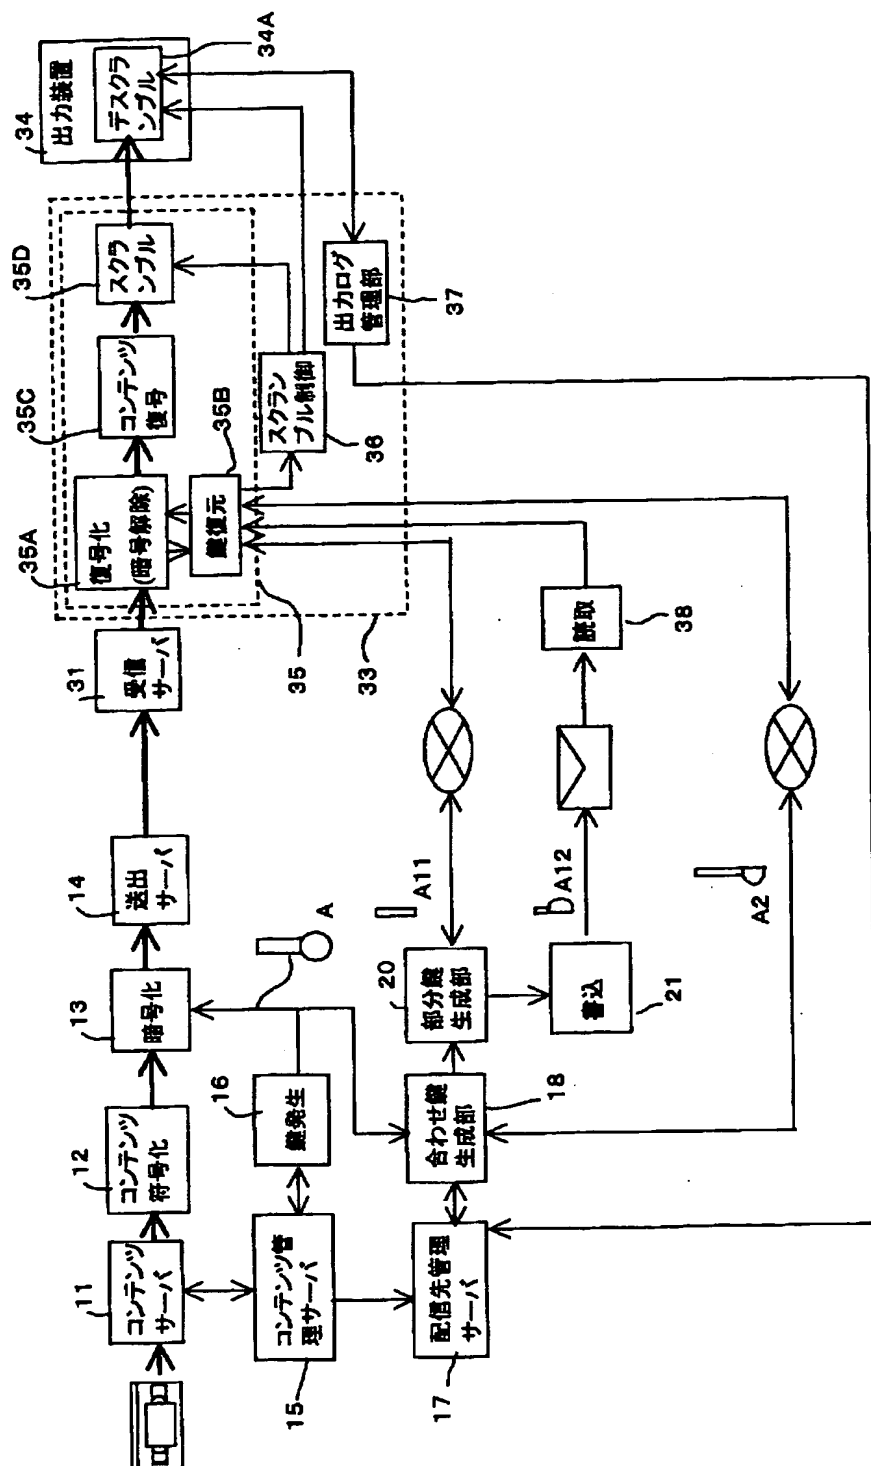 11
コンテンツ
サーバ
12
コンテンツ
符号化
13
暗号化
14
送出
サーバ
31
受信
サーバ
35A
復号化
(暗号解除)
35C
コンテンツ
復号
35D
スクラ
ンブル
34
出力装置
デスクラ
ンブル
34A
35B
鍵復元
スクラン
ブル制御
36
出力ログ
管理部
37
35
33
15
コンテンツ管
理サーバ
16
鍵発生
A
17
配信先管理
サーバ
18
合わせ鍵
生成部
20
部分鍵
生成部
A11
21
書込
A12
読取
38
A2